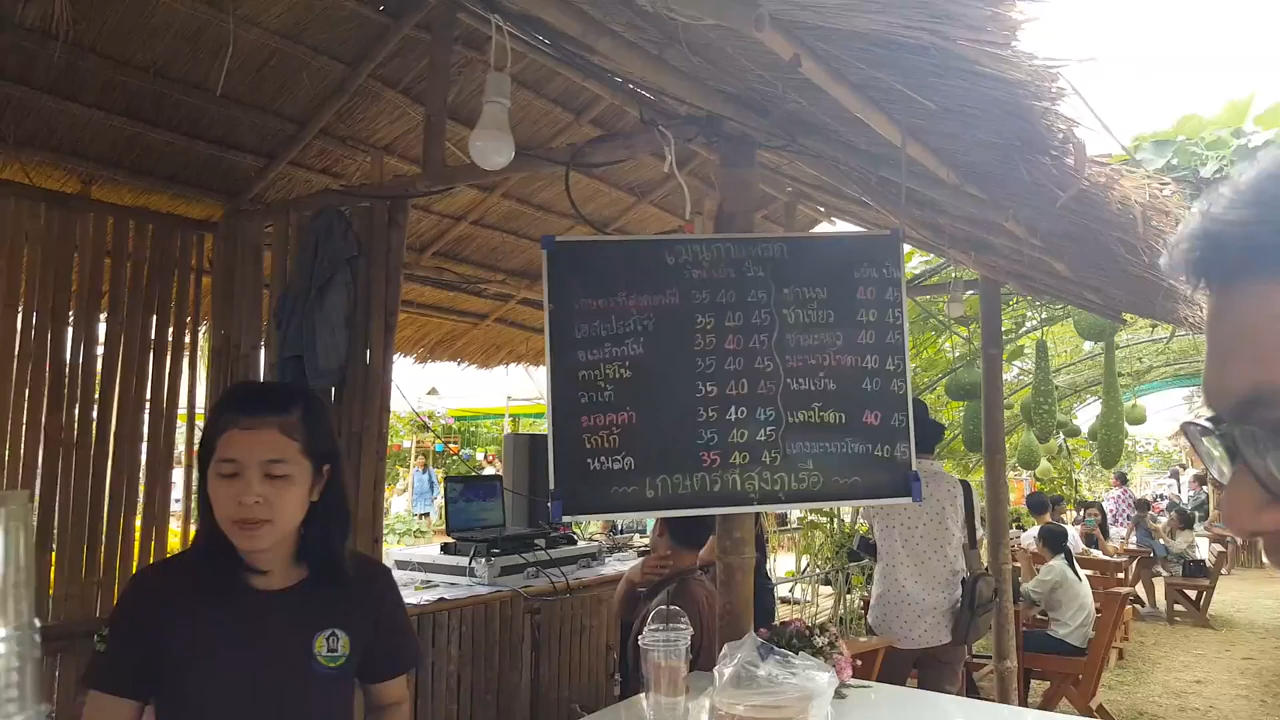 เมนูกาแฟสด
ร้อน เย็น ปั่น
เกษตรที่สูงคอฟฟี่ 35 40 45
เอสเปรสโซ่ 35 40 45
อเมริกาโน่ 35 40 45
คาปูชิโน่ 35 40 45
ลาเต้ 35 40 45
มอคค่า 35 40 45
โกโก้ 35 40 45
นมสด 35 40 45
เย็น ปั่น
ชานม 40 45
ชาเขียว 40 45
ชามะนาว 40 45
มะนาวโซดา 40 45
นมเย็น 40 45
แดงโซดา 40 45
แดงมะนาวโซดา 40 45
เกษตรที่สูงภูเรือ